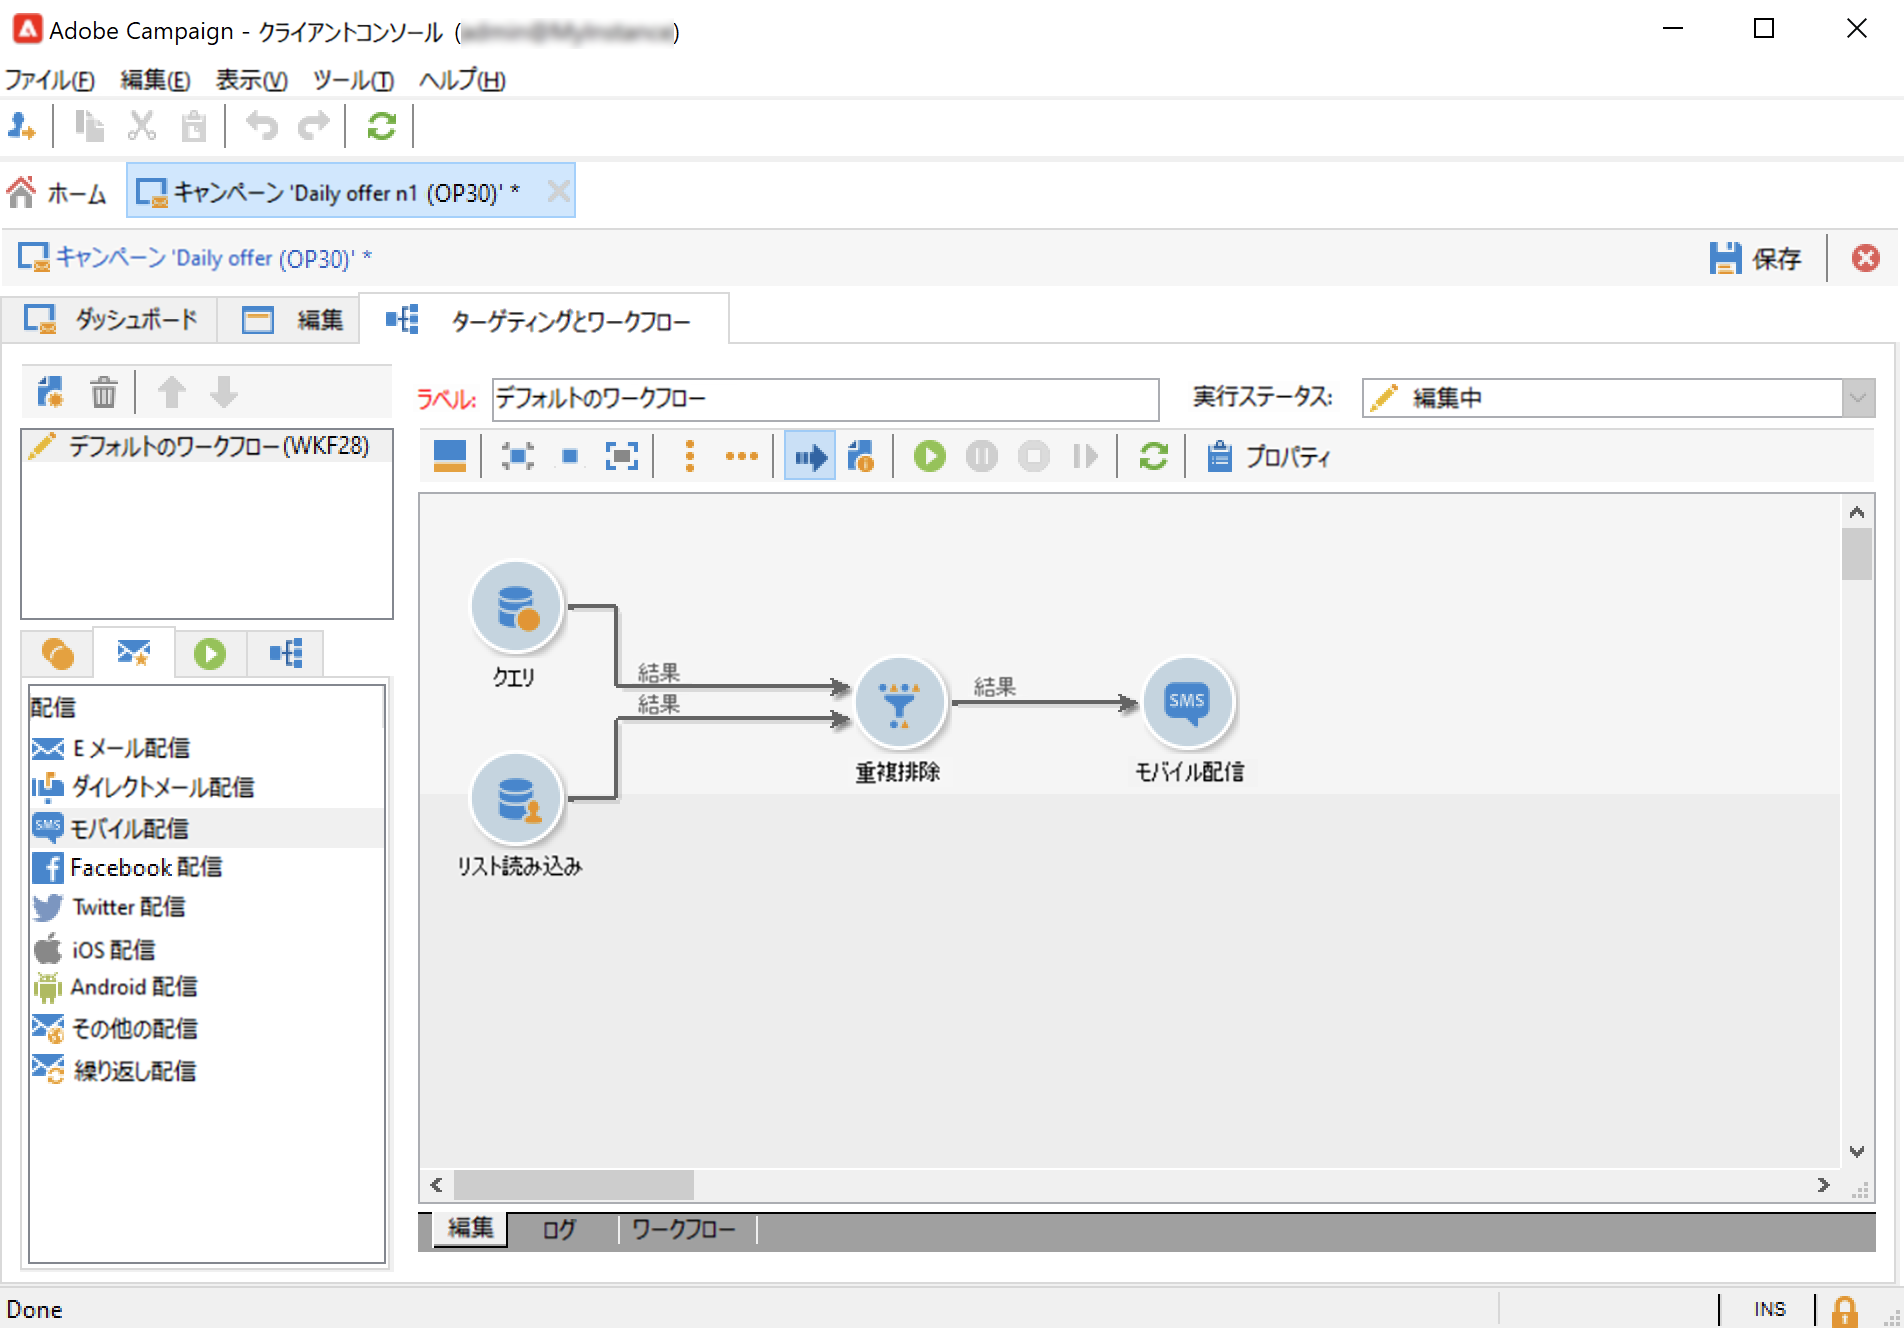 Adobe Campaign - クライアントコンソール ( )
ファイル(F) 編集(E) 表示(V) ツール(T) ヘルプ(H)
ホーム キャンペーン 'Daily offer n1 (OP30)' *
キャンペーン 'Daily offer (OP30)' * 保存
ダッシュボード 編集 ターゲティングとワークフロー
ラベル: デフォルトのワークフロー 実行ステータス: 編集中
デフォルトのワークフロー(WKF28)
プロパティ
クエリ
結果
結果
結果
リスト読み込み
重複排除
SMS
モバイル配信
配信
E メール配信
ダイレクトメール配信
SMS モバイル配信
Facebook 配信
Twitter 配信
iOS 配信
Android 配信
その他の配信
繰り返し配信
編集 ログ ワークフロー
Done INS